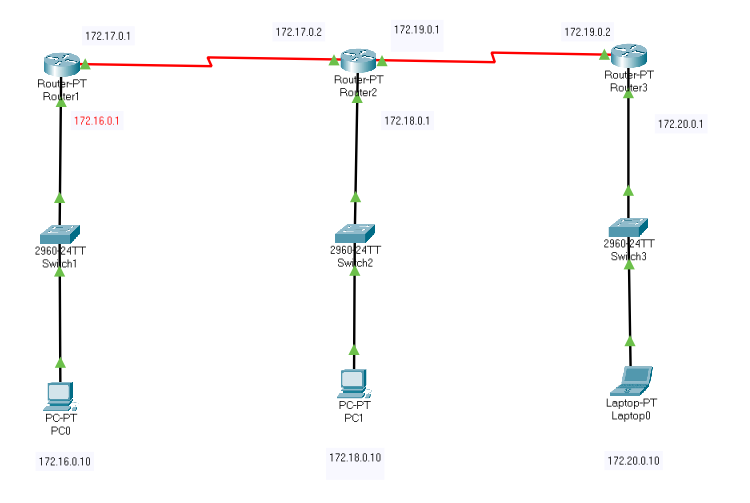 172.17.0.1
172.17.0.2
172.19.0.1
172.19.0.2
Router-PT
Router1
Router-PT
Router2
Router-PT
Router3
172.16.0.1
172.18.0.1
172.20.0.1
2960-24TT
Switch1
2960-24TT
Switch2
2960-24TT
Switch3
PC-PT
PC0
PC-PT
PC1
Laptop-PT
Laptop0
172.16.0.10
172.18.0.10
172.20.0.10